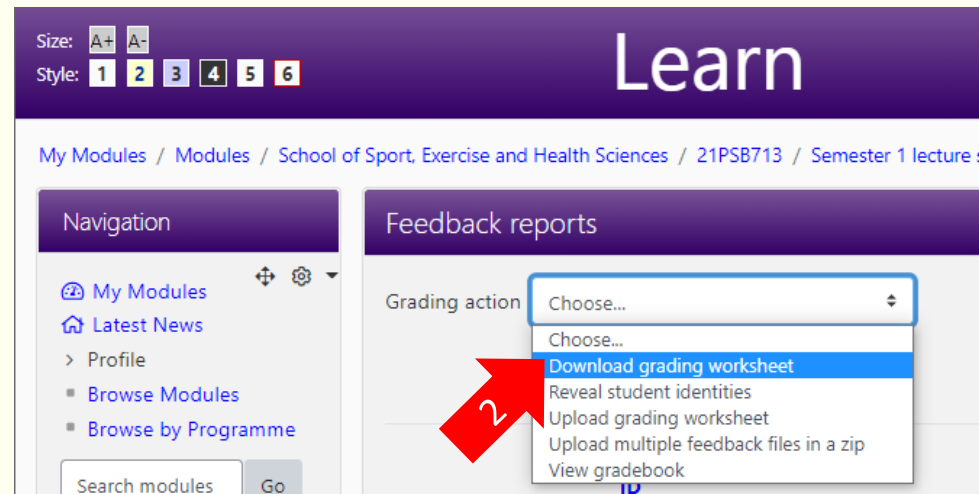 Size: A+ A-
Style: 1 2 3 4 5 6
Learn
My Modules / Modules / School of Sport, Exercise and Health Sciences / 21PSB713 / Semester 1 lecture
Navigation
My Modules
Latest News
> Profile
Browse Modules
Browse by Programme
Search modules Go
Feedback reports
Grading action Choose...
Choose...
Download grading worksheet
Reveal student identities
Upload grading worksheet
Upload multiple feedback files in a zip
View gradebook
2
ID